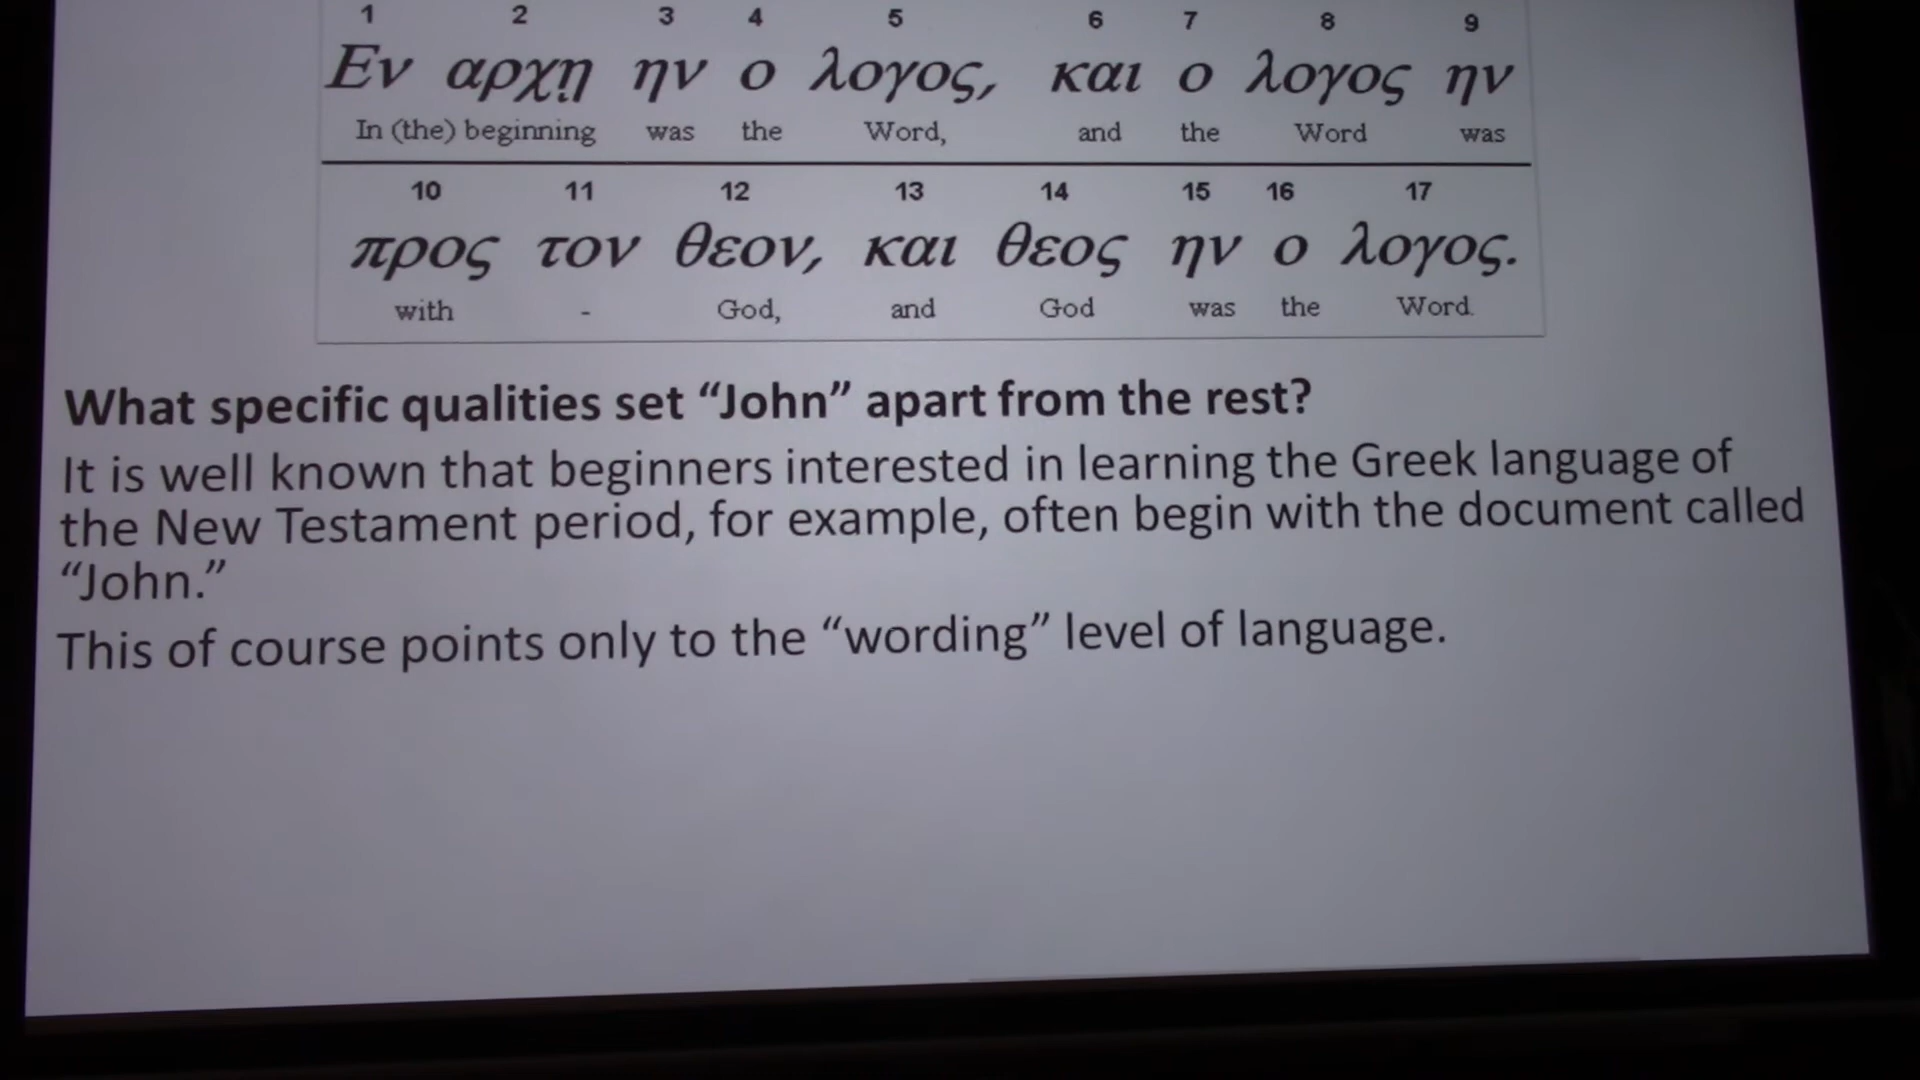 1 2 3 4 5 6 7 8 9
Εν αρχῃ ην ο λογος, και ο λογος ην
In (the) beginning was the Word, and the Word was
10 11 12 13 14 15 16 17
προς τον θεον, και θεος ην ο λογος.
with - God, and God was the Word.
What specific qualities set “John” apart from the rest?
It is well known that beginners interested in learning the Greek language of
the New Testament period, for example, often begin with the document called
“John.”
This of course points only to the “wording” level of language.